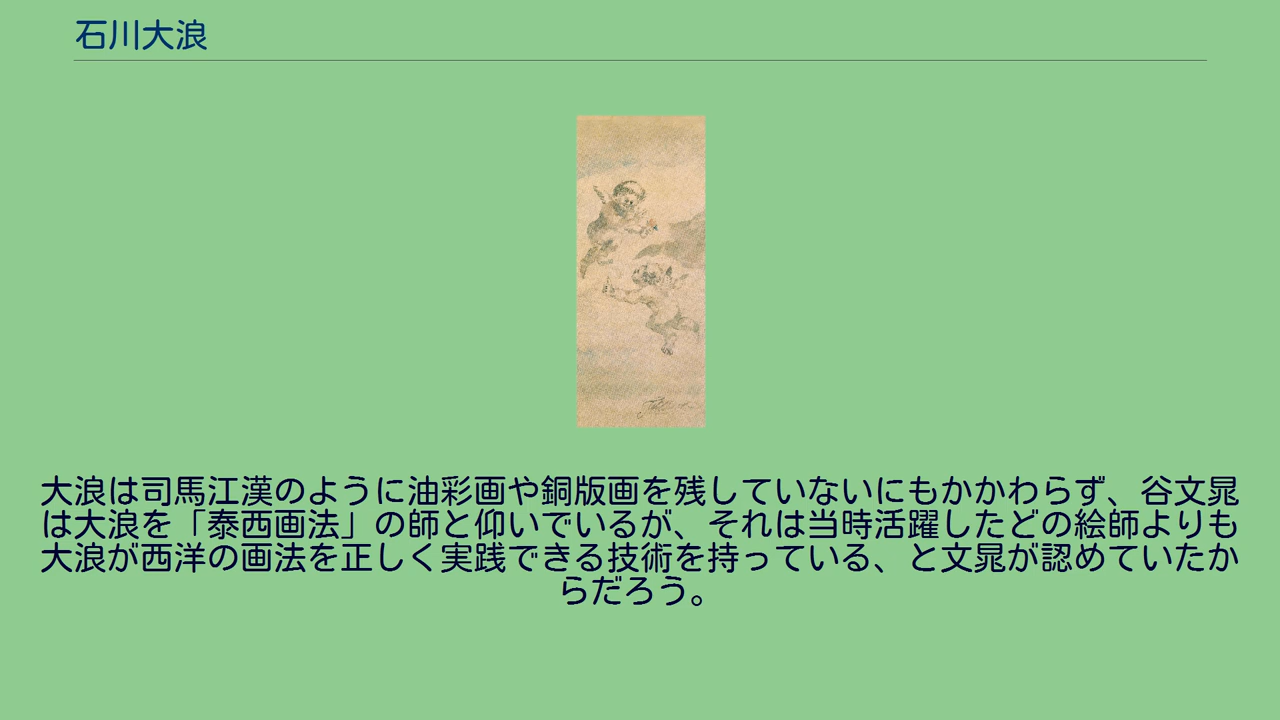 石川大浪
大浪は司馬江漢のように油彩画や銅版画を残していないにもかかわらず、谷文晁
は大浪を「泰西画法」の師と仰いでいるが、それは当時活躍したどの絵師よりも
大浪が西洋の画法を正しく実践できる技術を持っている、と文晁が認めていたか
らだろう。